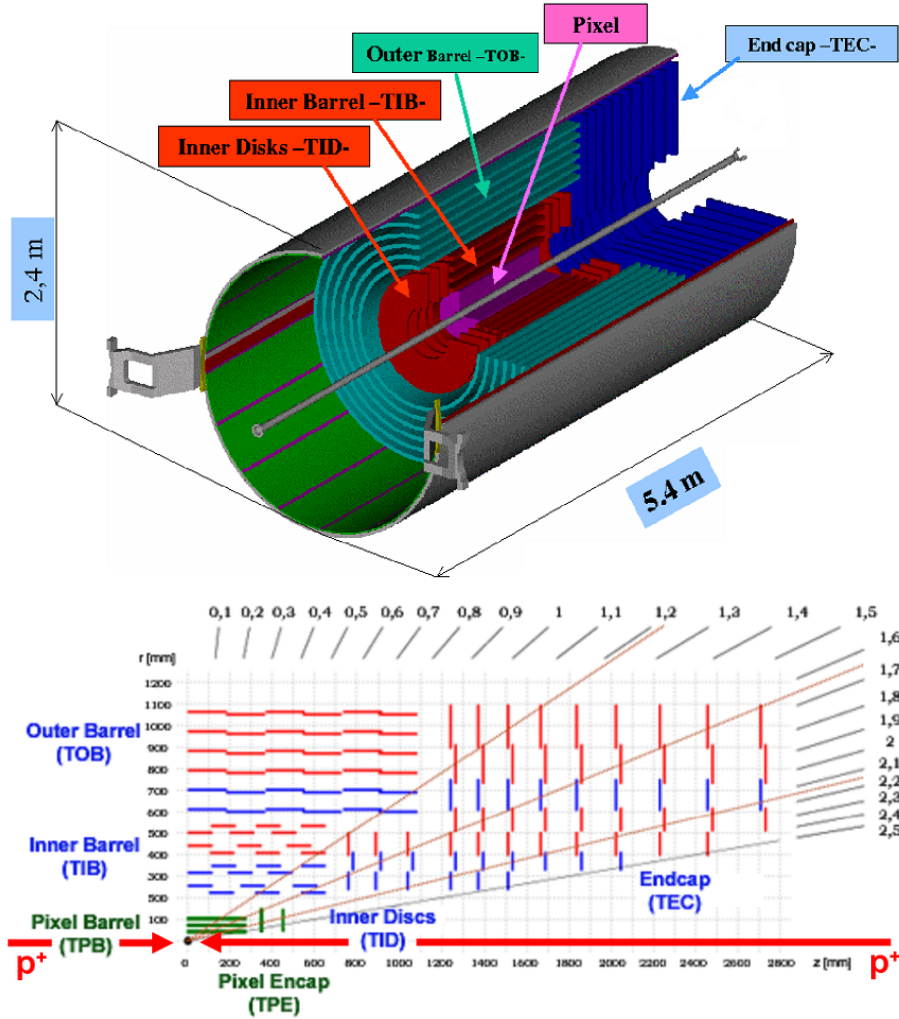 Pixel
Outer Barrel –TOB-
End cap –TEC-
Inner Barrel –TIB-
Inner Disks –TID-
2,4 m
5.4 m
0,1 0,2 0,3 0,4 0,5 0,6 0,7 0,8 0,9 1 1,1 1,2 1,3 1,4 1,5
1,6
1,7
1,8
1,9
2
2,1
2,2
2,3
2,4
2,5
r [mm]
1200
1100
1000
900
800
700
600
500
400
300
100
Outer Barrel
(TOB)
Inner Barrel
(TIB)
Pixel Barrel
(TPB)
Inner Discs
(TID)
Endcap
(TEC)
p+
p+
0 200 400 600 800 1000 1200 1400 1600 1800 2000 2200 2400 2600 2800 z [mm]
Pixel Encap
(TPE)